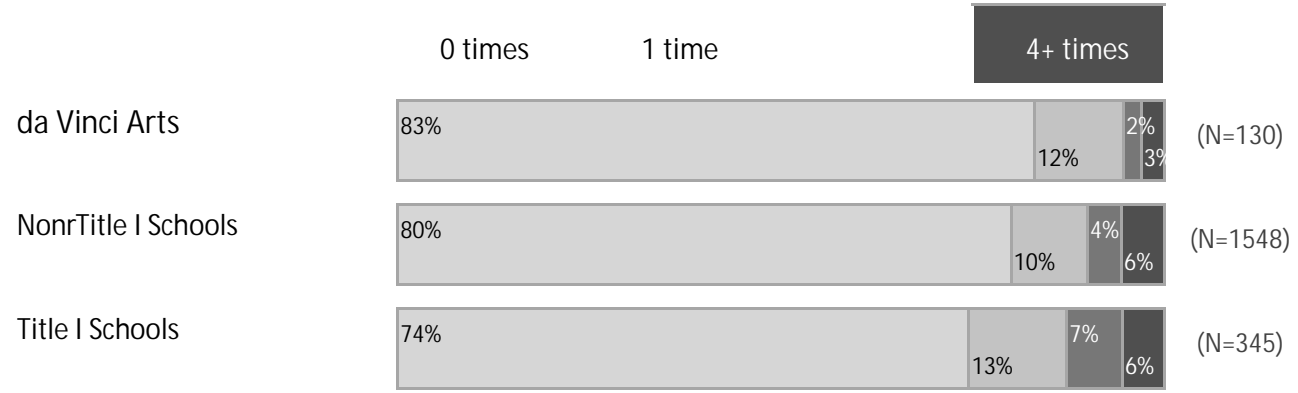 0 times 1 time 4+ times
da Vinci Arts 83% 12% 2% 3% (N=130)
NonrTitle I Schools 80% 10% 4% 6% (N=1548)
Title I Schools 74% 13% 7% 6% (N=345)